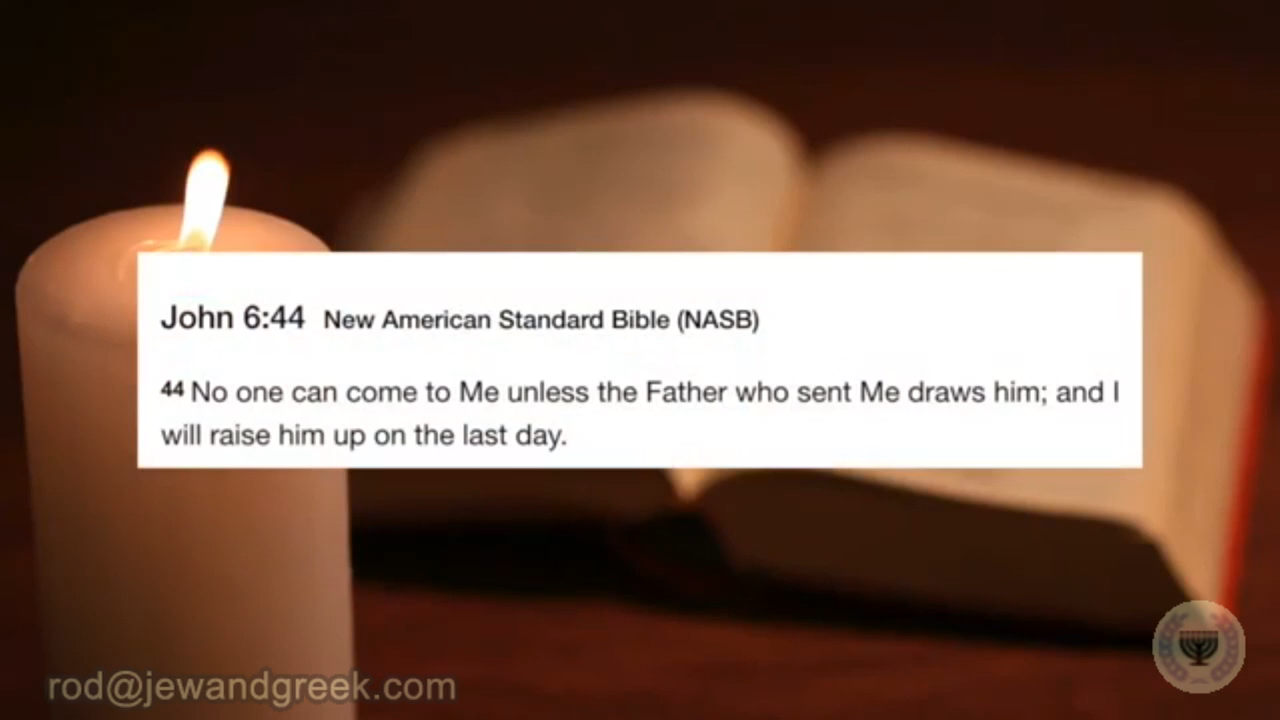 John 6:44 New American Standard Bible (NASB)
44 No one can come to Me unless the Father who sent Me draws him; and I
will raise him up on the last day.
rod@jewandgreek.com